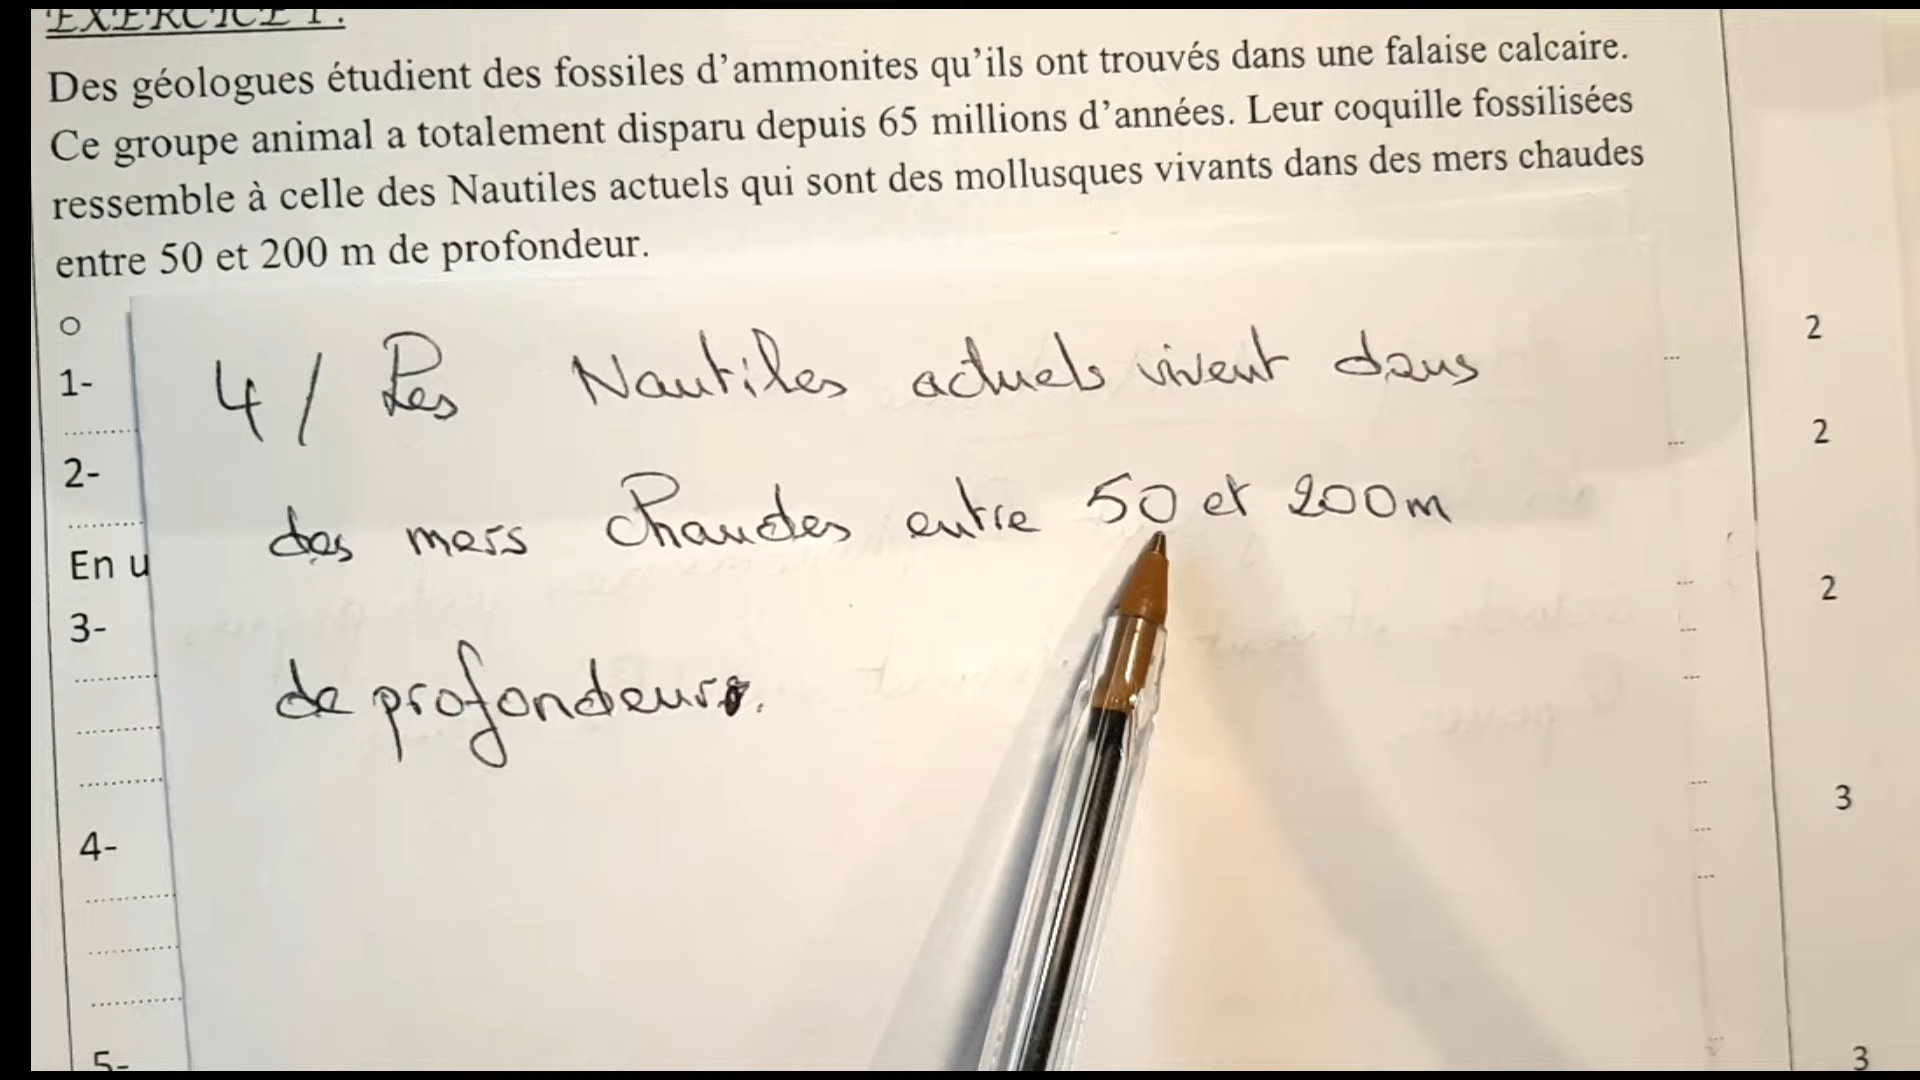 EXERCICE 1 :
Des géologues étudient des fossiles d'ammonites qu'ils ont trouvés dans une falaise calcaire.
Ce groupe animal a totalement disparu depuis 65 millions d'années. Leur coquille fossilisées
ressemble à celle des Nautiles actuels qui sont des mollusques vivants dans des mers chaudes
entre 50 et 200 m de profondeur.
2
1-
4/ Les Nautiles actuels vivent dans
2-
2
des mers chaudes entre 50 et 200m
En u
2
3-
de profondeur.
3
4-
5-
3